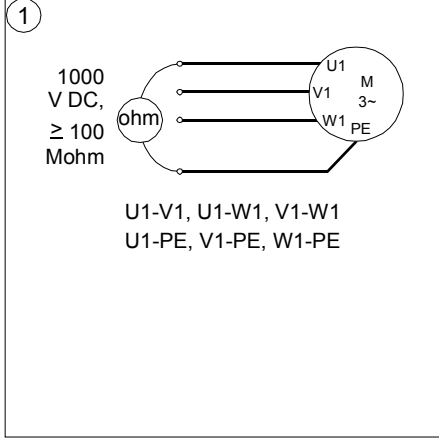 1
1000
V DC,
≥ 100
Mohm
ohm
U1
V1
W1
PE
M
3~
U1-V1, U1-W1, V1-W1
U1-PE, V1-PE, W1-PE